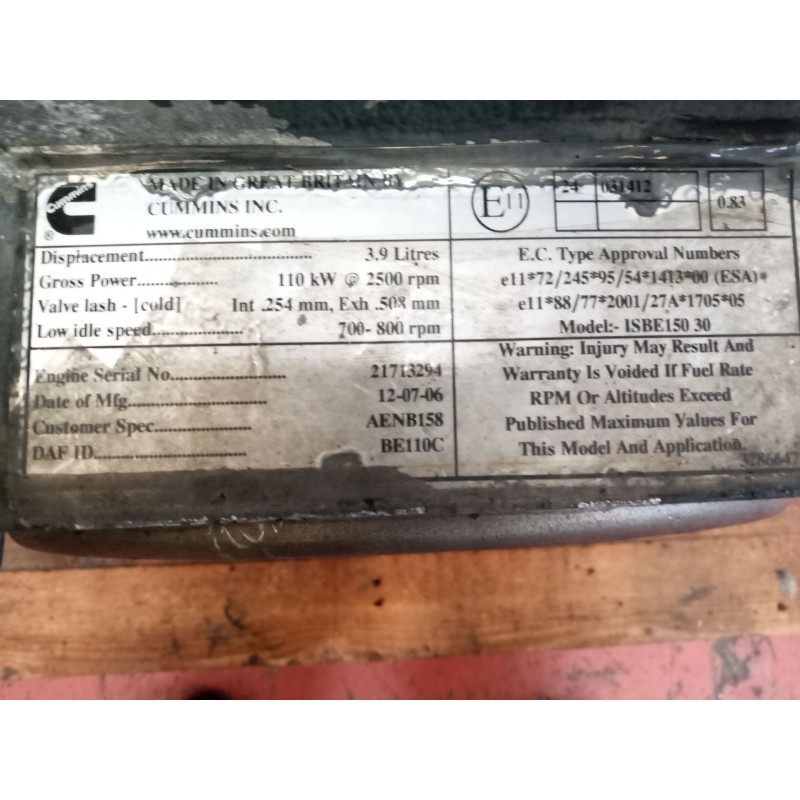 Cummins
®
MADE IN GREAT BRITAIN BY
CUMMINS INC.
www.cummins.com
E11
24 031412
0.83
Displacement........ 3.9 Litres
Gross Power........ 110 kW @ 2500 rpm
Valve lash - [cold] Int .254 mm, Exh .508 mm
Low idle speed........ 700- 800 rpm
E.C. Type Approval Numbers
e11*72/245*95/54*1413*00 (ESA)*
e11*88/77*2001/27A*1705*05
Model:- ISBE150 30
Engine Serial No........ 21713294
Date of Mfg........ 12-07-06
Customer Spec........ AENB158
DAF ID........ BE110C
Warning: Injury May Result And
Warranty Is Voided If Fuel Rate
RPM Or Altitudes Exceed
Published Maximum Values For
This Model And Application.
3286647